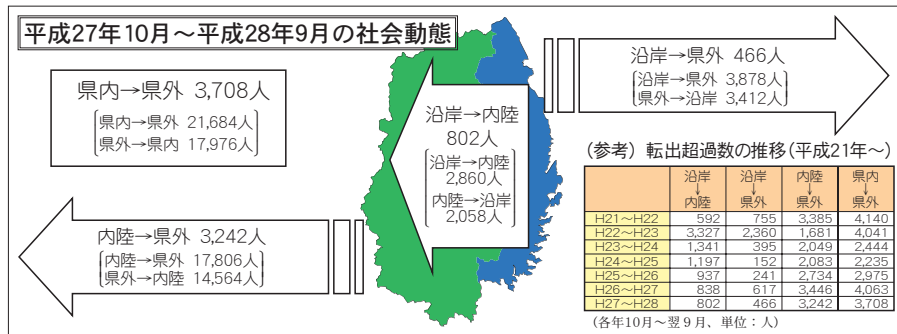 平成27年10月～平成28年9月の社会動態
県内→県外 3,708人
県内→県外 21,684人
県外→県内 17,976人
沿岸→県外 466人
沿岸→県外 3,878人
県外→沿岸 3,412人
沿岸→内陸
802人
沿岸→内陸
2,860人
内陸→沿岸
2,058人
内陸→県外 3,242人
内陸→県外 17,806人
県外→内陸 14,564人
(参考) 転出超過数の推移(平成21年～)
沿岸↓内陸 沿岸↓県外 内陸↓県外 県内↓県外
H21～H22 592 755 3,385 4,140
H22～H23 3,327 2,360 1,681 4,041
H23～H24 1,341 395 2,049 2,444
H24～H25 1,197 152 2,083 2,235
H25～H26 937 241 2,734 2,975
H26～H27 838 617 3,446 4,063
H27～H28 802 466 3,242 3,708
(各年10月～翌9月、単位：人)